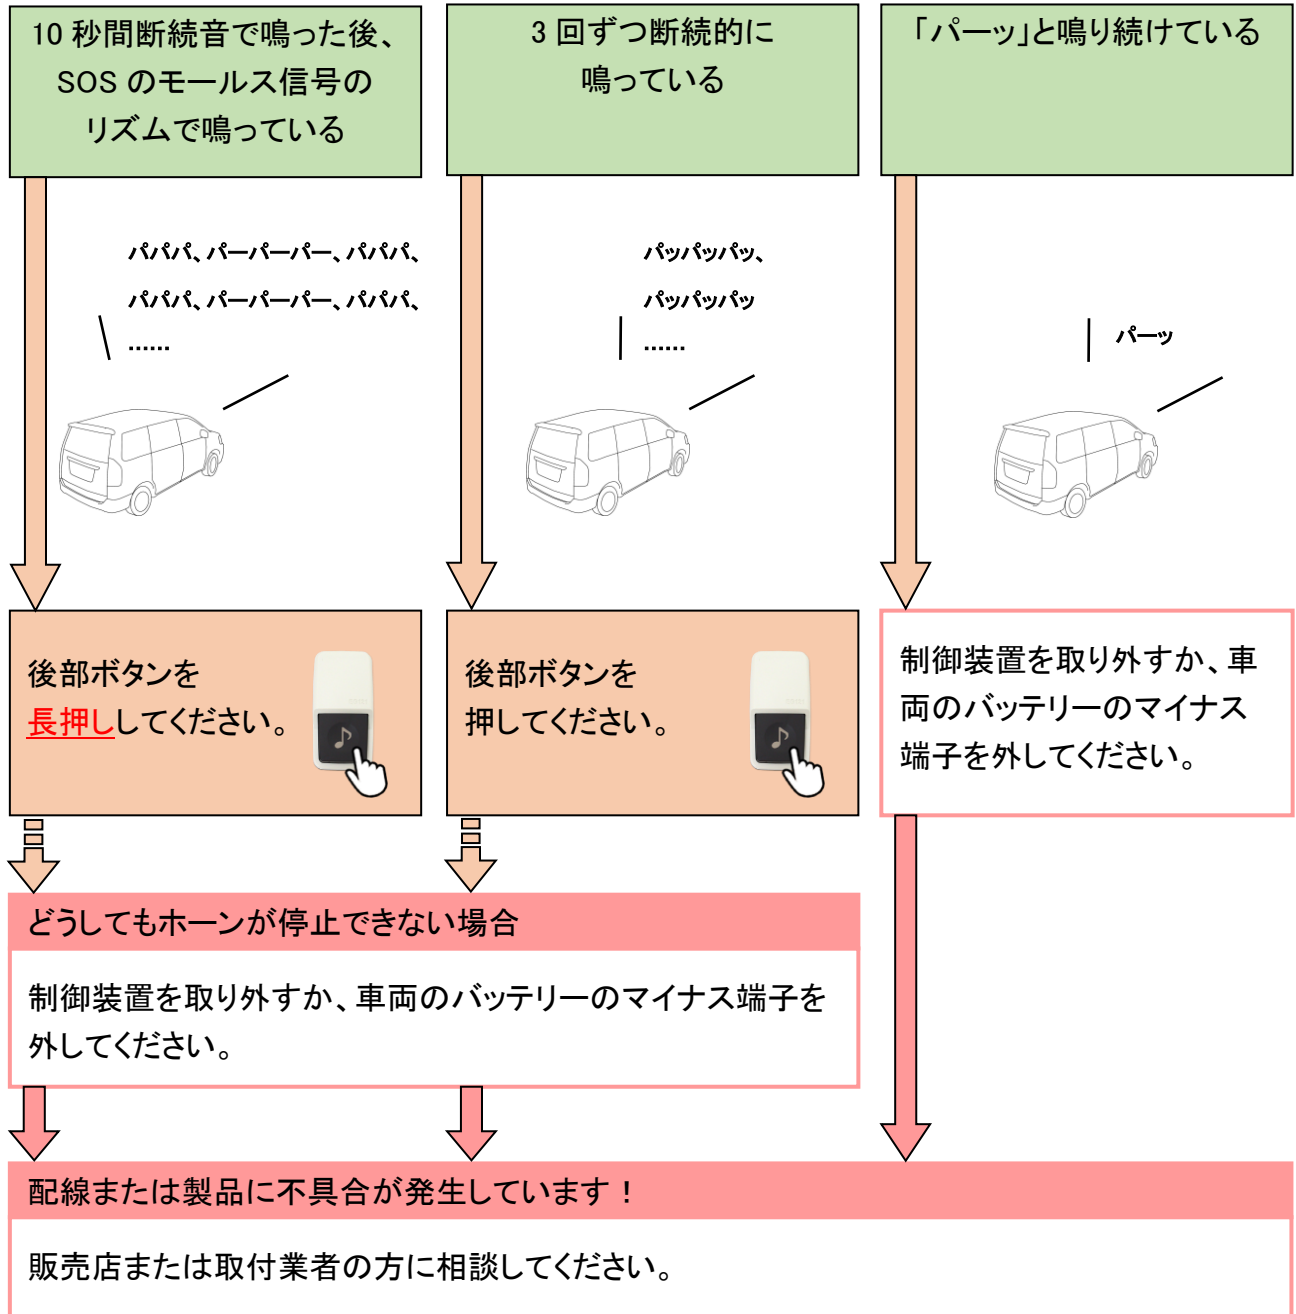 10 秒間断続音で鳴った後、
SOS のモールス信号の
リズムで鳴っている
3 回ずつ断続的に
鳴っている
「パーッ」と鳴り続けている
パパパ、パーパーパー、パパパ、
パパパ、パーパーパー、パパパ、
……
パッパッパッ、
パッパッパッ
……
パーッ
後部ボタンを
長押ししてください。
後部ボタンを
押してください。
制御装置を取り外すか、車
両のバッテリーのマイナス
端子を外してください。
どうしてもホーンが停止できない場合
制御装置を取り外すか、車両のバッテリーのマイナス端子を
外してください。
配線または製品に不具合が発生しています！
販売店または取付業者の方に相談してください。